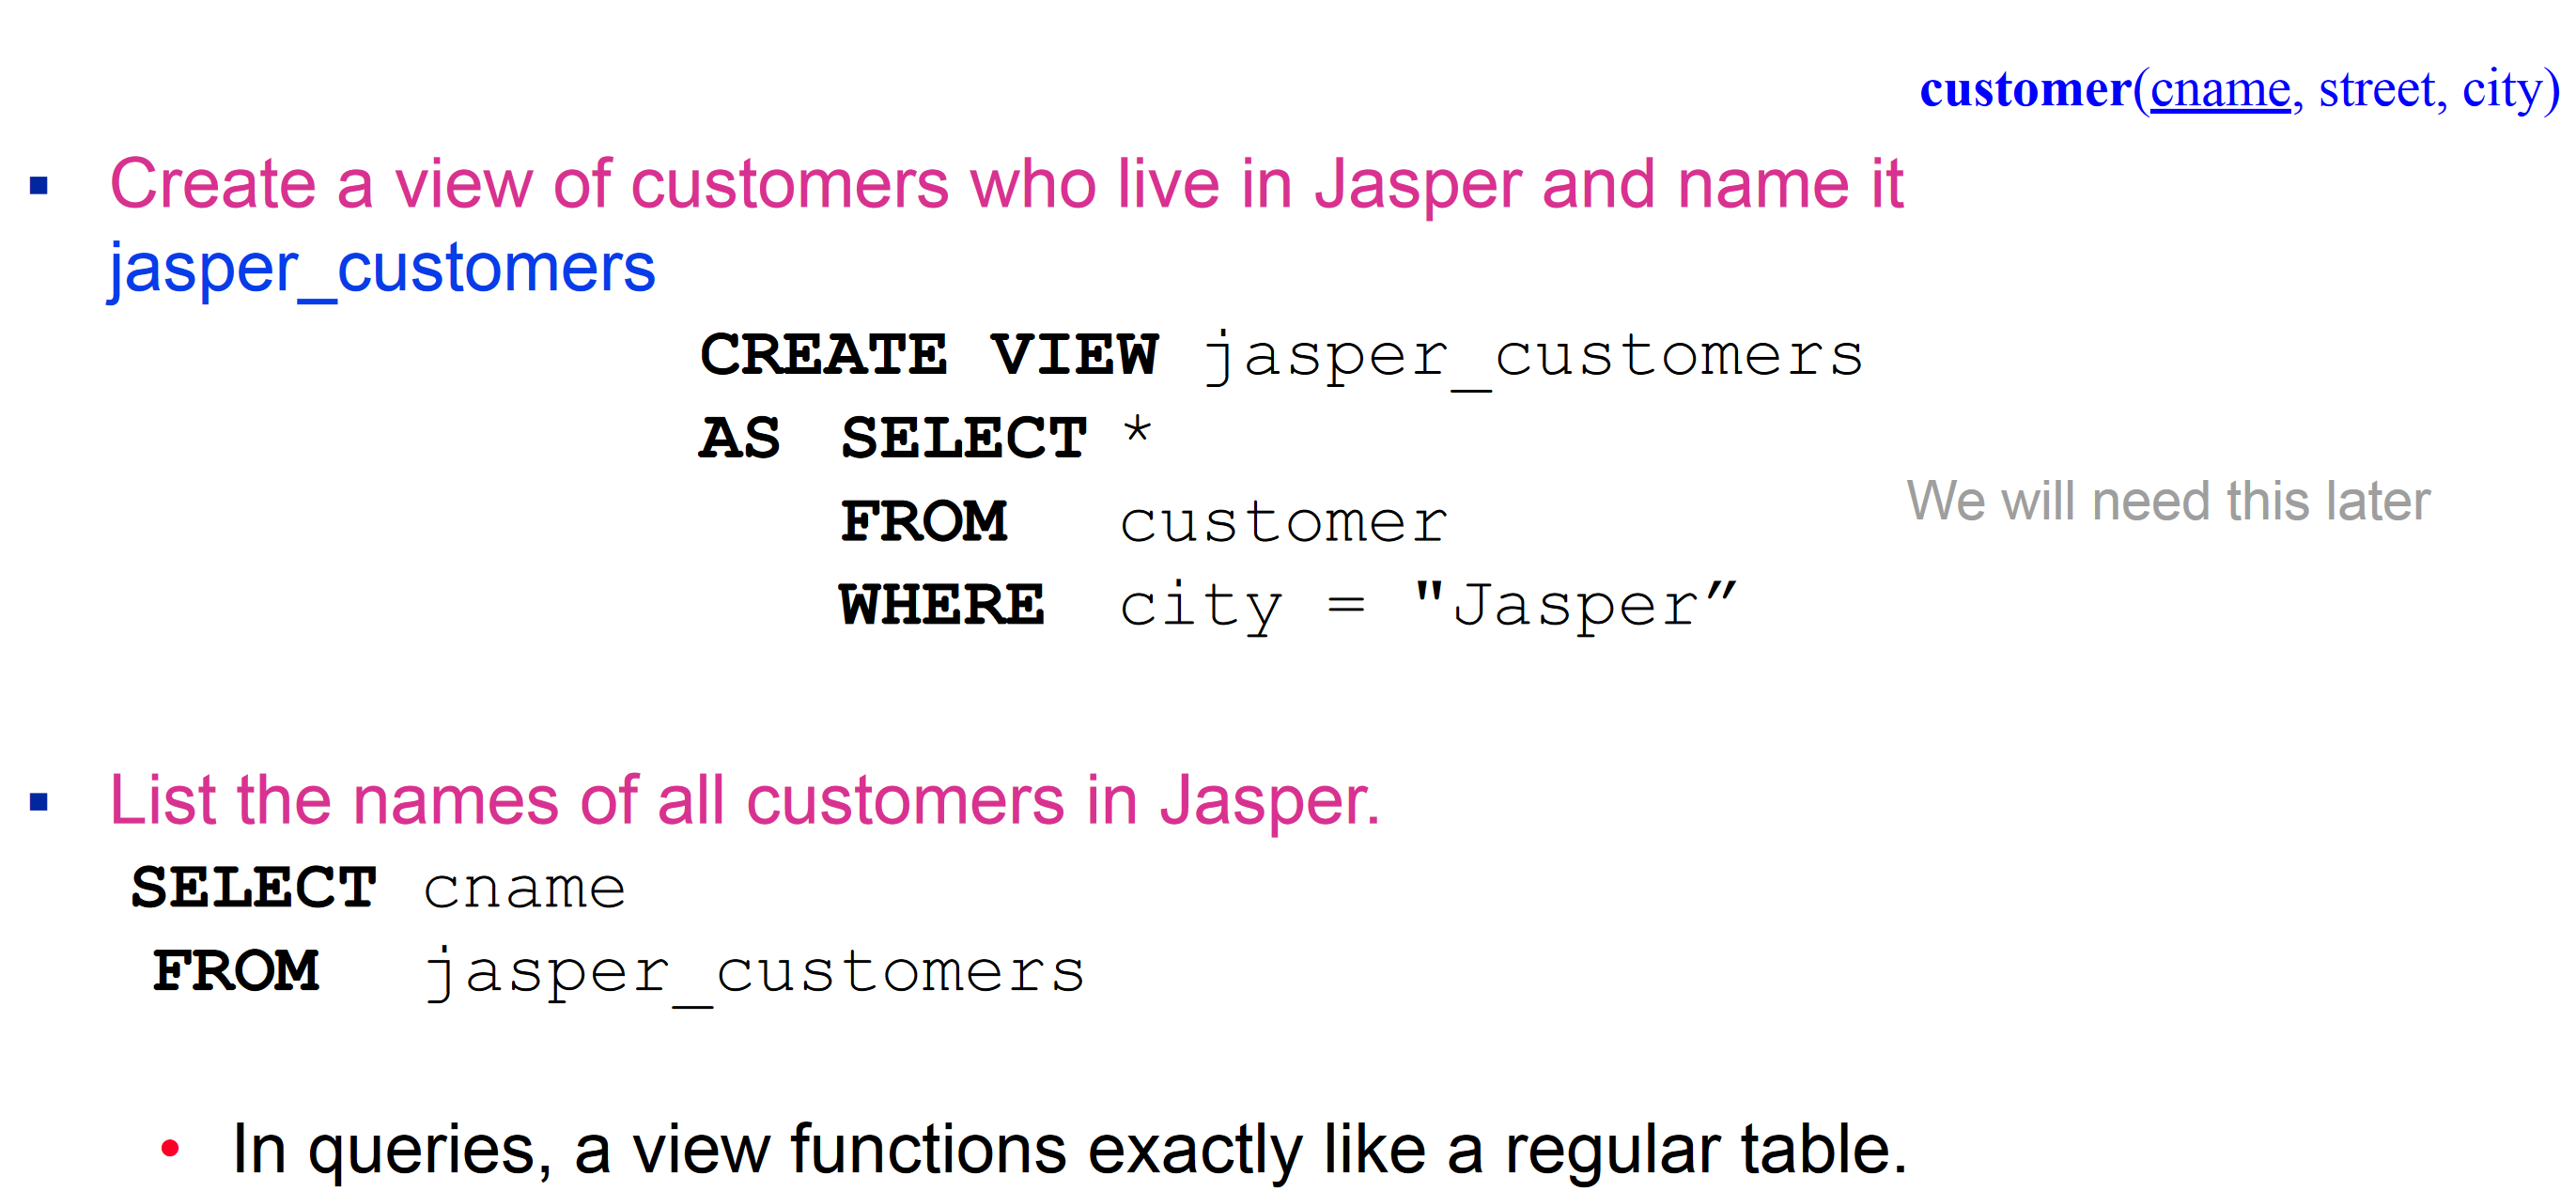 customer(cname, street, city)
▪ Create a view of customers who live in Jasper and name it
jasper_customers
CREATE VIEW jasper_customers
AS SELECT *
FROM customer
We will need this later
WHERE city = "Jasper”
▪ List the names of all customers in Jasper.
SELECT cname
FROM jasper_customers
• In queries, a view functions exactly like a regular table.